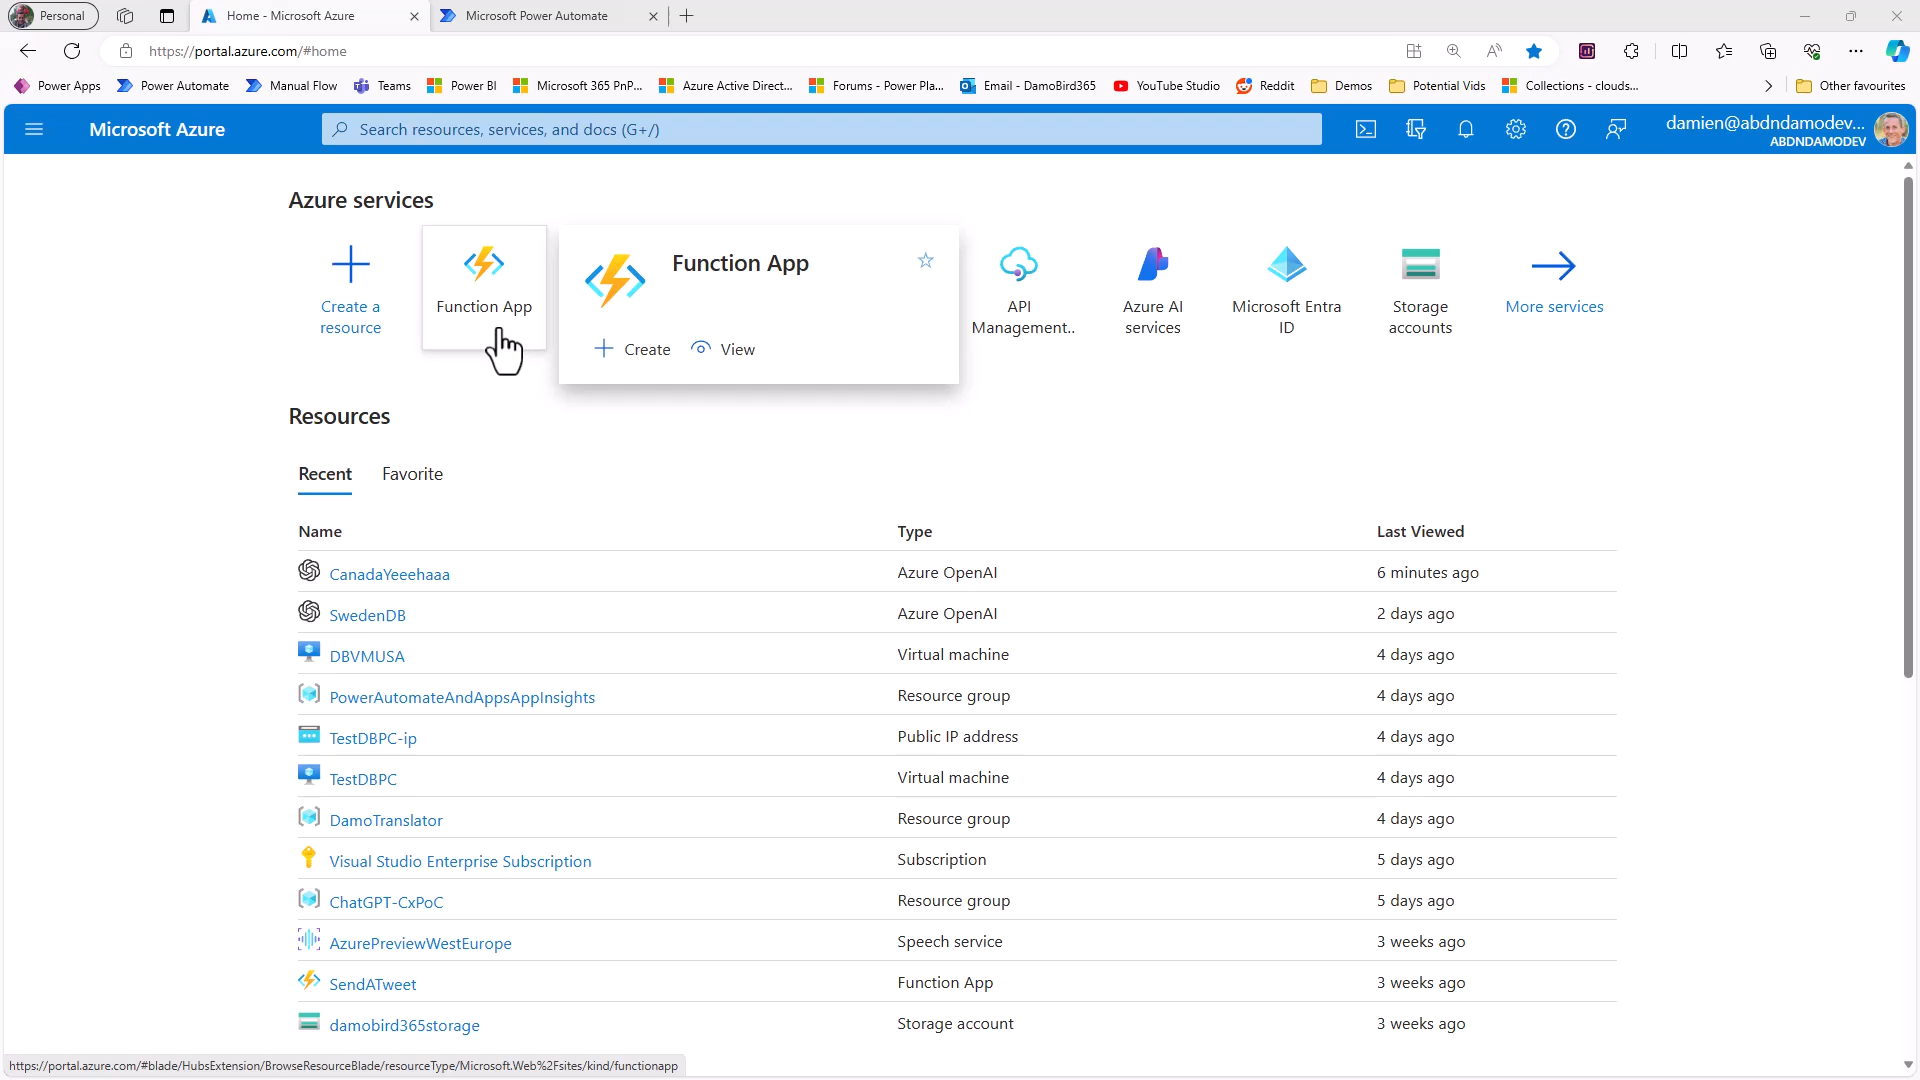 Personal
Home - Microsoft Azure
Microsoft Power Automate
https://portal.azure.com/#home
Power Apps
Power Automate
Manual Flow
Teams
Power BI
Microsoft 365 PnP...
Azure Active Direct...
Forums - Power Pla...
Email - DamoBird365
YouTube Studio
Reddit
Demos
Potential Vids
Collections - clouds...
Other favourites
Microsoft Azure
Search resources, services, and docs (G+/)
damien@abdndamodev...
ABDNDAMODEV
Azure services
Create a
resource
Function App
Function App
Create
View
API
Management..
Azure AI
services
Microsoft Entra
ID
Storage
accounts
More services
Resources
Recent
Favorite
Name Type Last Viewed
CanadaYeeehaaa Azure OpenAI 6 minutes ago
SwedenDB Azure OpenAI 2 days ago
DBVMUSA Virtual machine 4 days ago
PowerAutomateAndAppsAppInsights Resource group 4 days ago
TestDBPC-ip Public IP address 4 days ago
TestDBPC Virtual machine 4 days ago
DamoTranslator Resource group 4 days ago
Visual Studio Enterprise Subscription Subscription 5 days ago
ChatGPT-CxPoC Resource group 5 days ago
AzurePreviewWestEurope Speech service 3 weeks ago
SendATweet Function App 3 weeks ago
damobird365storage Storage account 3 weeks ago
https://portal.azure.com/#blade/HubsExtension/BrowseResourceBlade/resourceType/Microsoft.Web%2Fsites/kind/functionapp